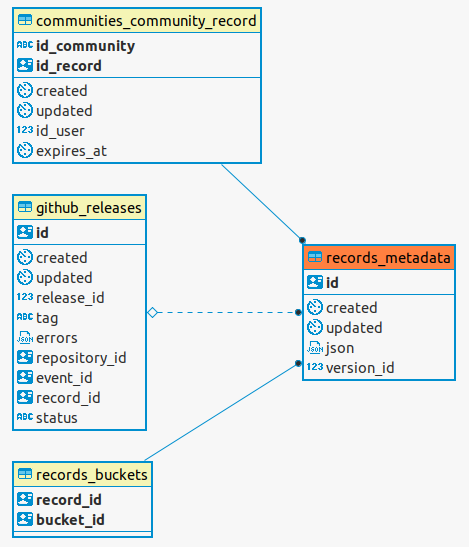 communities_community_record
ABC id_community
id_record
created
updated
123 id_user
expires_at
github_releases
id
created
updated
123 release_id
ABC tag
JSON errors
repository_id
event_id
record_id
ABC status
records_metadata
id
created
updated
JSON json
123 version_id
records_buckets
record_id
bucket_id